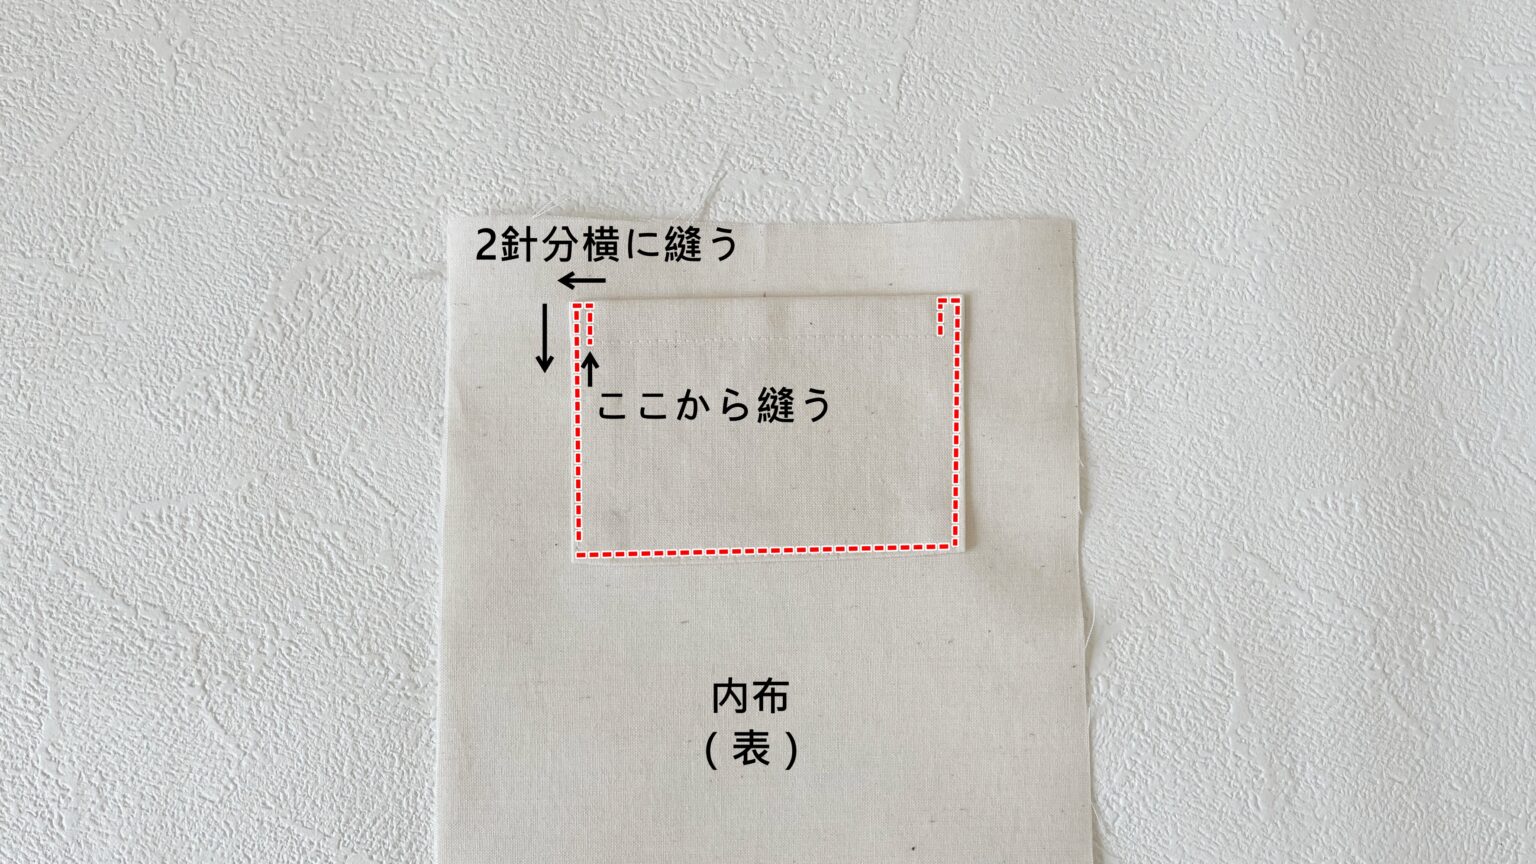 2針分横に縫う
ここから縫う
内布
(表)